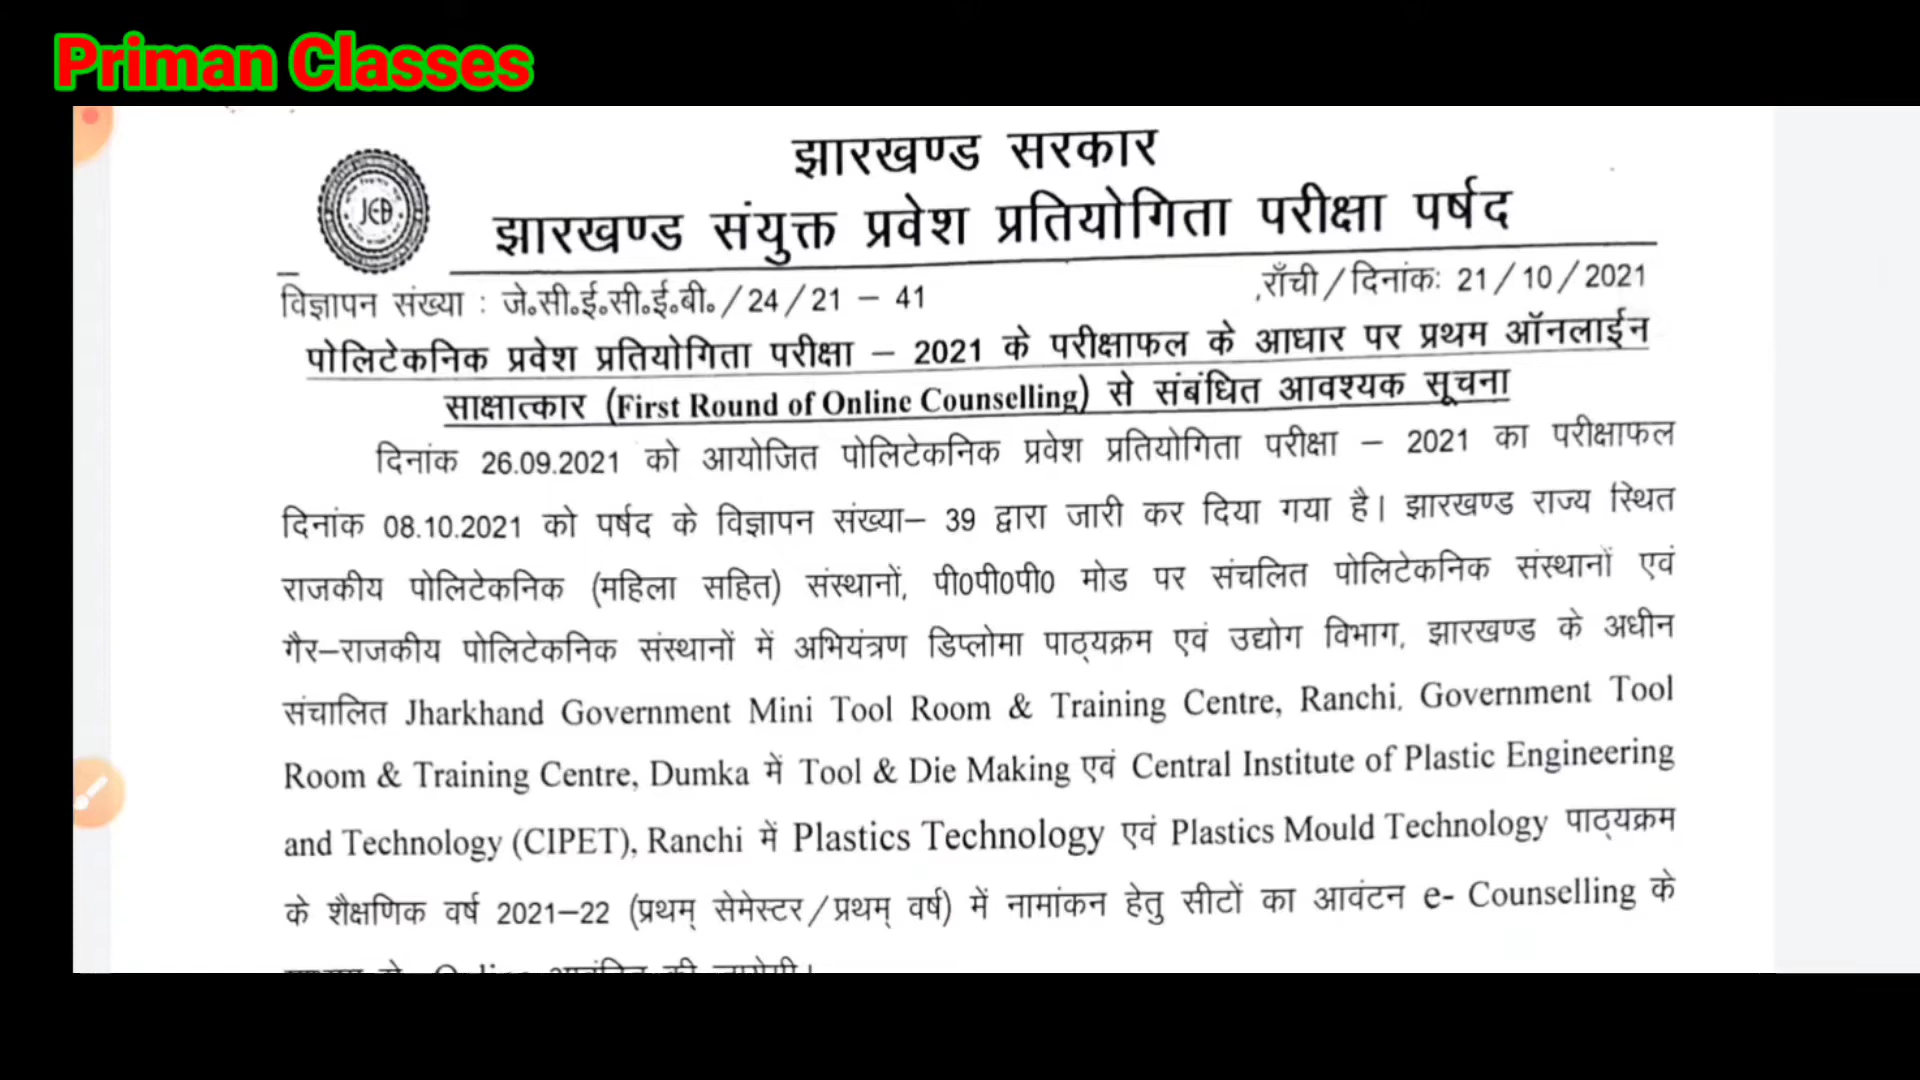 Priman Classes
झारखण्ड सरकार
JCB
झारखण्ड संयुक्त प्रवेश प्रतियोगिता परीक्षा पर्षद
विज्ञापन संख्या : जे०सी०ई०सी०ई०बी० / 24 / 21 – 41
राँची / दिनांकः 21 / 10 / 2021
पोलिटेकनिक प्रवेश प्रतियोगिता परीक्षा – 2021 के परीक्षाफल के आधार पर प्रथम ऑनलाईन
साक्षात्कार (First Round of Online Counselling) से संबंधित आवश्यक सूचना
दिनांक 26.09.2021 को आयोजित पोलिटेकनिक प्रवेश प्रतियोगिता परीक्षा – 2021 का परीक्षाफल
दिनांक 08.10.2021 को पर्षद के विज्ञापन संख्या– 39 द्वारा जारी कर दिया गया है। झारखण्ड राज्य स्थित
राजकीय पोलिटेकनिक (महिला सहित) संस्थानों, पी0पी0पी0 मोड पर संचलित पोलिटेकनिक संस्थानों एवं
गैर–राजकीय पोलिटेकनिक संस्थानों में अभियंत्रण डिप्लोमा पाठ्यक्रम एवं उद्योग विभाग, झारखण्ड के अधीन
संचालित Jharkhand Government Mini Tool Room & Training Centre, Ranchi, Government Tool
Room & Training Centre, Dumka में Tool & Die Making एवं Central Institute of Plastic Engineering
and Technology (CIPET), Ranchi में Plastics Technology एवं Plastics Mould Technology पाठ्यक्रम
के शैक्षणिक वर्ष 2021–22 (प्रथम् सेमेस्टर / प्रथम् वर्ष) में नामांकन हेतु सीटों का आवंटन e- Counselling के